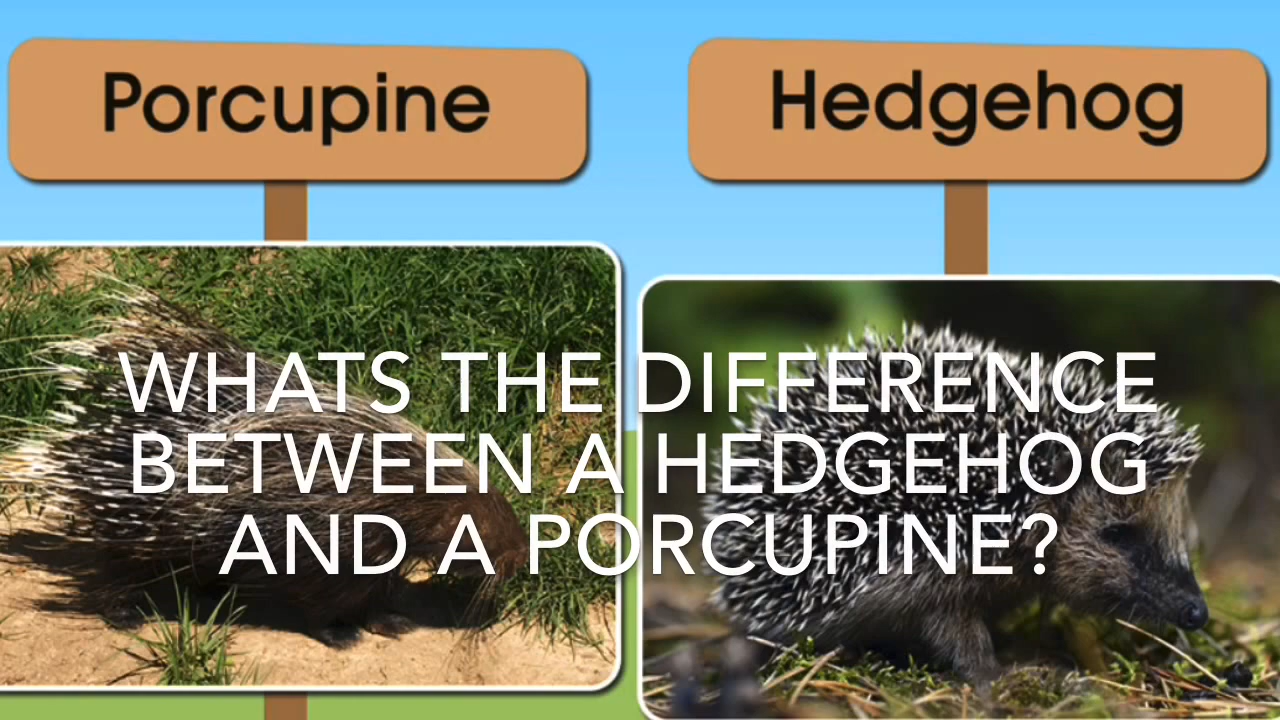 Porcupine
Hedgehog
WHATS THE DIFFERENCE
BETWEEN A HEDGEHOG
AND A PORCUPINE?